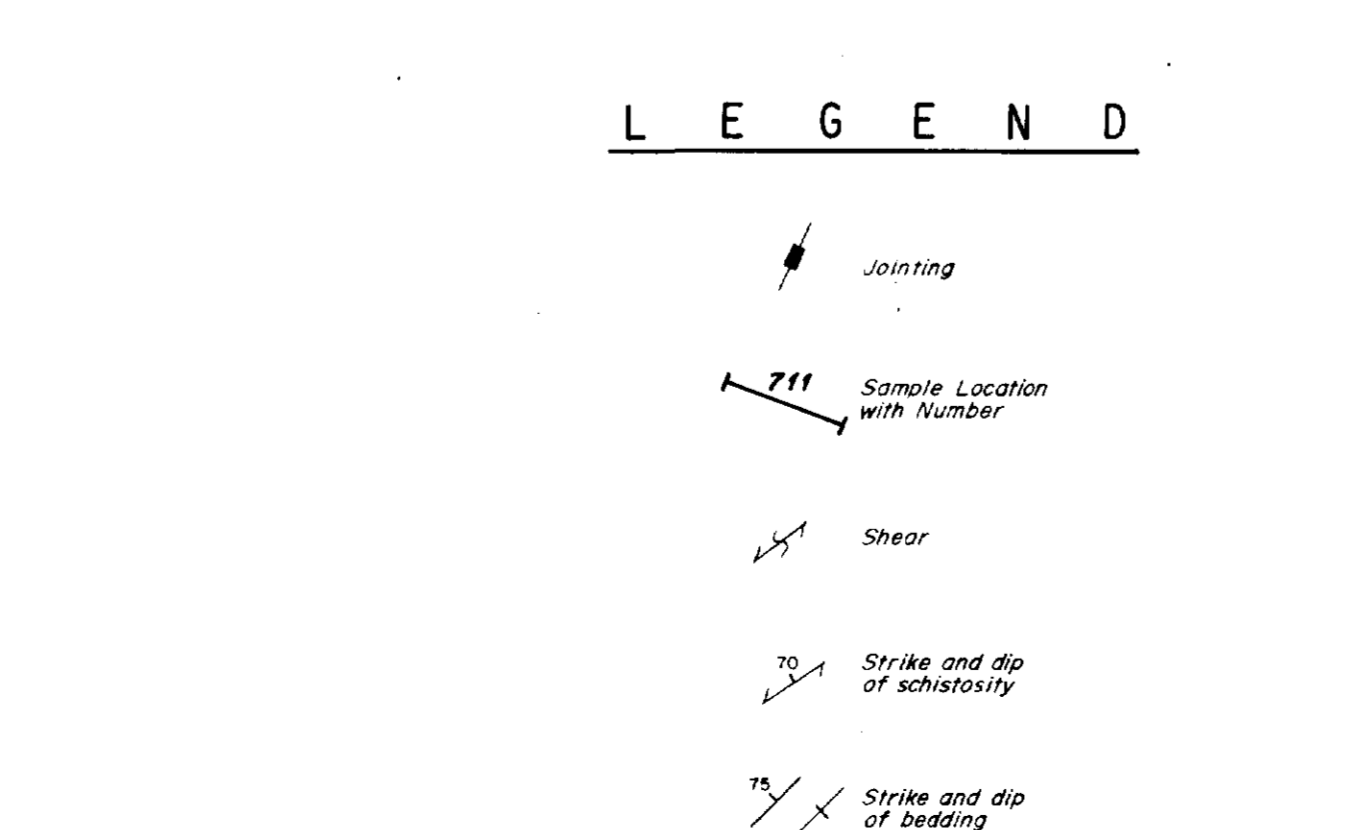 L E G E N D
Jointing
711
Sample Location
with Number
Shear
70
Strike and dip
of schistosity
75
Strike and dip
of bedding